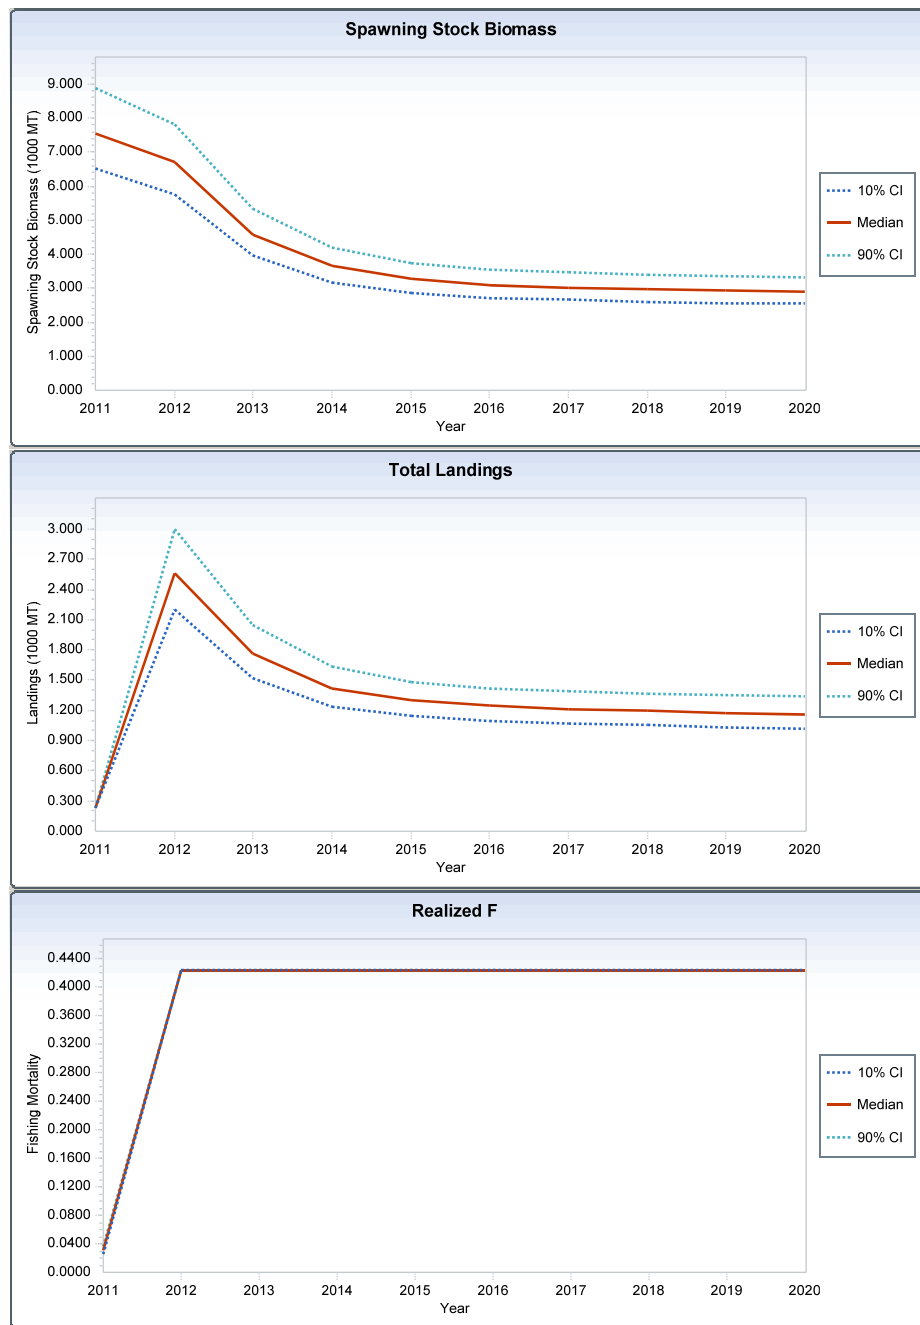 Spawning Stock Biomass
Spawning Stock Biomass (1000 MT)
9.000
8.000
7.000
6.000
5.000
4.000
3.000
2.000
1.000
0.000
2011 2012 2013 2014 2015 2016 2017 2018 2019 2020
Year
10% CI
Median
90% CI
Total Landings
Landings (1000 MT)
3.000
2.700
2.400
2.100
1.800
1.500
1.200
0.900
0.600
0.300
0.000
2011 2012 2013 2014 2015 2016 2017 2018 2019 2020
Year
10% CI
Median
90% CI
Realized F
Fishing Mortality
0.4400
0.4000
0.3600
0.3200
0.2800
0.2400
0.2000
0.1600
0.1200
0.0800
0.0400
0.0000
2011 2012 2013 2014 2015 2016 2017 2018 2019 2020
Year
10% CI
Median
90% CI